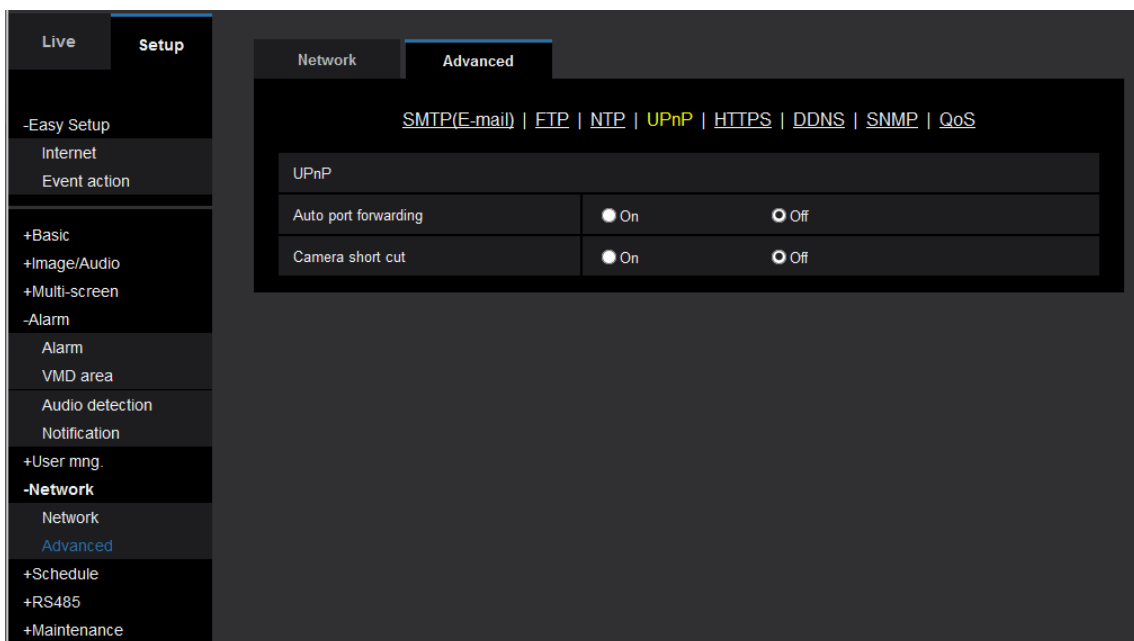 Live Setup
-Easy Setup
Internet
Event action
+Basic
+Image/Audio
+Multi-screen
-Alarm
Alarm
VMD area
Audio detection
Notification
+User mng.
-Network
Network
Advanced
+Schedule
+RS485
+Maintenance
Network Advanced
SMTP(E-mail) | FTP | NTP | UPnP | HTTPS | DDNS | SNMP | QoS
UPnP
Auto port forwarding On Off
Camera short cut On Off